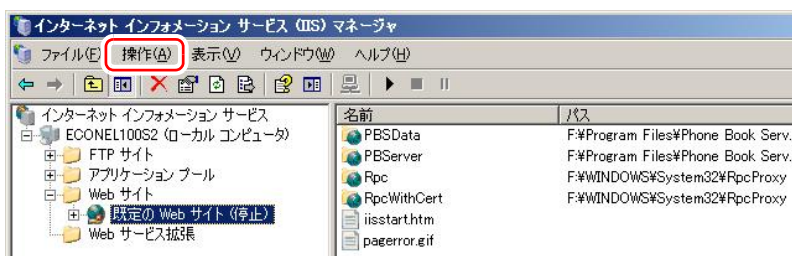 インターネット インフォメーション サービス (IIS) マネージャ
ファイル(F) 操作(A) 表示(V) ウィンドウ(W) ヘルプ(H)
インターネット インフォメーション サービス
ECONEL100S2 (ローカル コンピュータ)
FTP サイト
アプリケーション プール
Web サイト
既定の Web サイト (停止)
Web サービス拡張
名前 パス
PBSData F:¥Program Files¥Phone Book Serv.
PBServer F:¥Program Files¥Phone Book Serv.
Rpc F:¥WINDOWS¥System32¥RpcProxy
RpcWithCert F:¥WINDOWS¥System32¥RpcProxy
iisstart.htm
pagerror.gif